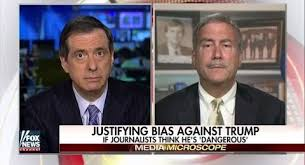 JUSTIFYING BIAS AGAINST TRUMP
IF JOURNALISTS THINK HE'S 'DANGEROUS'
MEDIA MICROSCOPE
FOX
NEWS